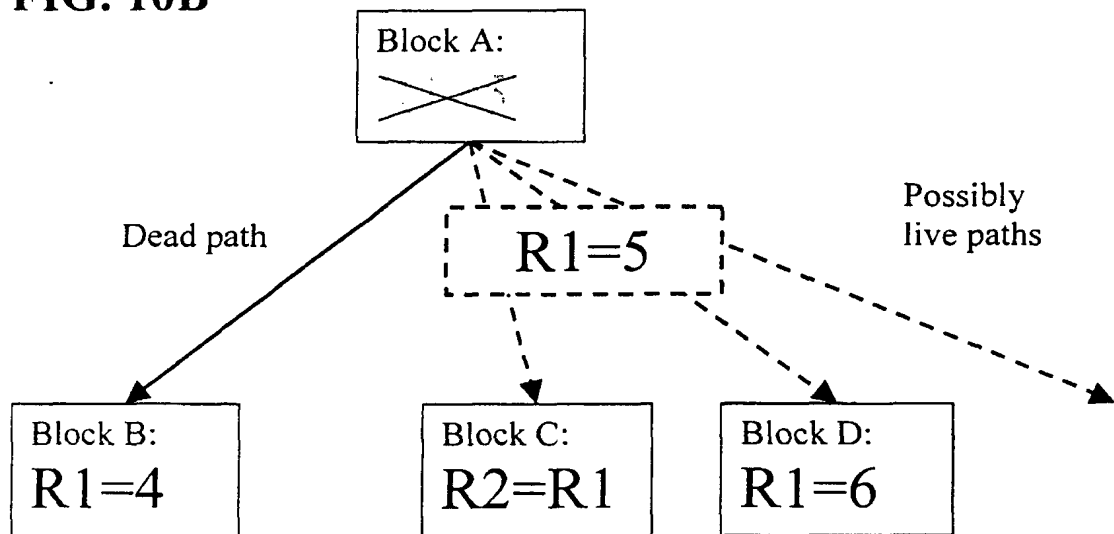 FIG. 10B
Block A:
Dead path
R1=5
Possibly
live paths
Block B:
R1=4
Block C:
R2=R1
Block D:
R1=6